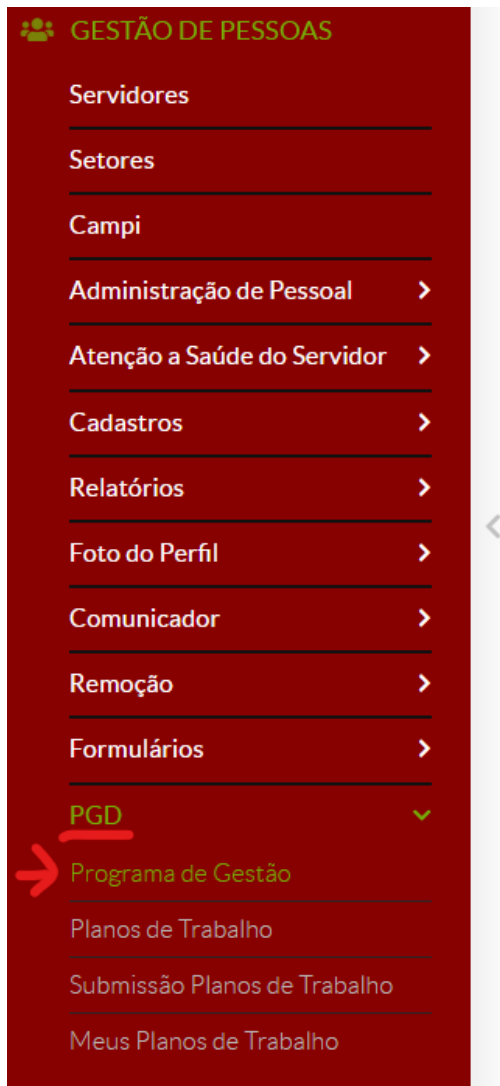 GESTÃO DE PESSOAS
Servidores
Setores
Campi
Administração de Pessoal
Atenção a Saúde do Servidor
Cadastros
Relatórios
Foto do Perfil
Comunicador
Remoção
Formulários
PGD
Programa de Gestão
Planos de Trabalho
Submissão Planos de Trabalho
Meus Planos de Trabalho